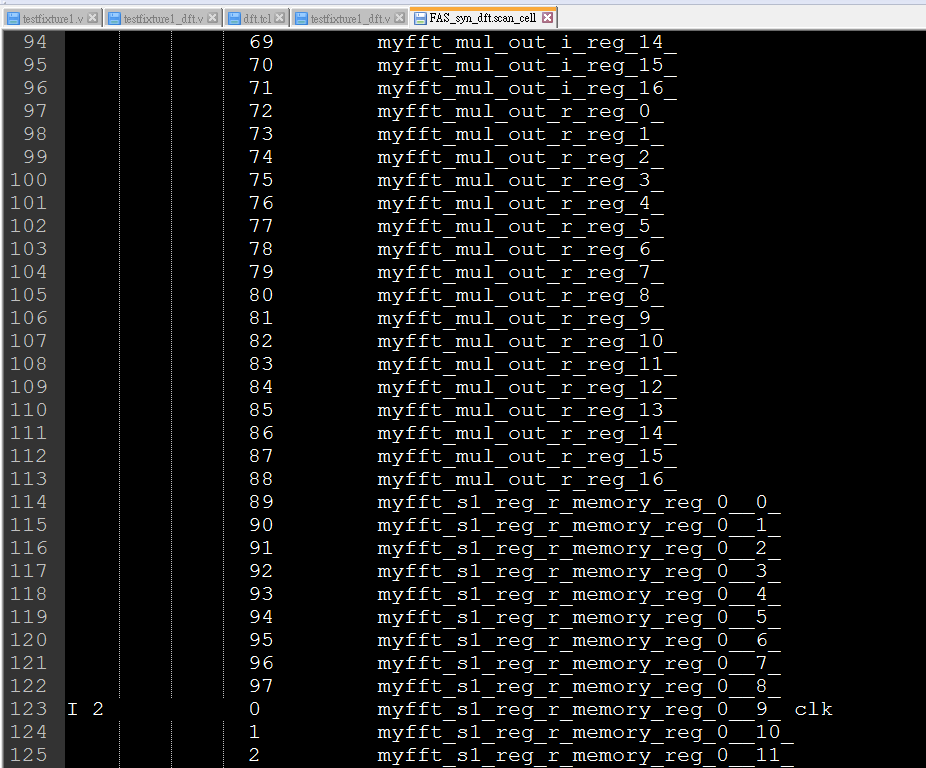 testfixture1.v testfixture1_dft.v dft.tcl testfixture1_dft.v FAS_syn_dft.scan_cell
94 69 myfft_mul_out_i_reg_14_
95 70 myfft_mul_out_i_reg_15_
96 71 myfft_mul_out_i_reg_16_
97 72 myfft_mul_out_r_reg_0_
98 73 myfft_mul_out_r_reg_1_
99 74 myfft_mul_out_r_reg_2_
100 75 myfft_mul_out_r_reg_3_
101 76 myfft_mul_out_r_reg_4_
102 77 myfft_mul_out_r_reg_5_
103 78 myfft_mul_out_r_reg_6_
104 79 myfft_mul_out_r_reg_7_
105 80 myfft_mul_out_r_reg_8_
106 81 myfft_mul_out_r_reg_9_
107 82 myfft_mul_out_r_reg_10_
108 83 myfft_mul_out_r_reg_11_
109 84 myfft_mul_out_r_reg_12_
110 85 myfft_mul_out_r_reg_13_
111 86 myfft_mul_out_r_reg_14_
112 87 myfft_mul_out_r_reg_15_
113 88 myfft_mul_out_r_reg_16_
114 89 myfft_s1_reg_r_memory_reg_0__0_
115 90 myfft_s1_reg_r_memory_reg_0__1_
116 91 myfft_s1_reg_r_memory_reg_0__2_
117 92 myfft_s1_reg_r_memory_reg_0__3_
118 93 myfft_s1_reg_r_memory_reg_0__4_
119 94 myfft_s1_reg_r_memory_reg_0__5_
120 95 myfft_s1_reg_r_memory_reg_0__6_
121 96 myfft_s1_reg_r_memory_reg_0__7_
122 97 myfft_s1_reg_r_memory_reg_0__8_
123 I 2 0 myfft_s1_reg_r_memory_reg_0__9_ clk
124 1 myfft_s1_reg_r_memory_reg_0__10_
125 2 myfft_s1_reg_r_memory_reg_0__11_